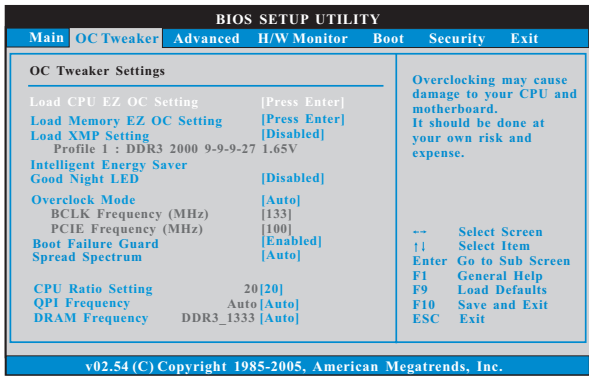 BIOS SETUP UTILITY
Main OC Tweaker Advanced H/W Monitor Boot Security Exit
OC Tweaker Settings
Load CPU EZ OC Setting [Press Enter]
Load Memory EZ OC Setting [Press Enter]
Load XMP Setting [Disabled]
Profile 1 : DDR3 2000 9-9-9-27 1.65V
Intelligent Energy Saver
Good Night LED [Disabled]
Overclock Mode [Auto]
BCLK Frequency (MHz) [133]
PCIE Frequency (MHz) [100]
Boot Failure Guard [Enabled]
Spread Spectrum [Auto]
CPU Ratio Setting 20[20]
QPI Frequency Auto [Auto]
DRAM Frequency DDR3_1333 [Auto]
Overclocking may cause
damage to your CPU and
motherboard.
It should be done at
your own risk and
expense.
←→ Select Screen
↑↓ Select Item
Enter Go to Sub Screen
F1 General Help
F9 Load Defaults
F10 Save and Exit
ESC Exit
v02.54 (C) Copyright 1985-2005, American Megatrends, Inc.